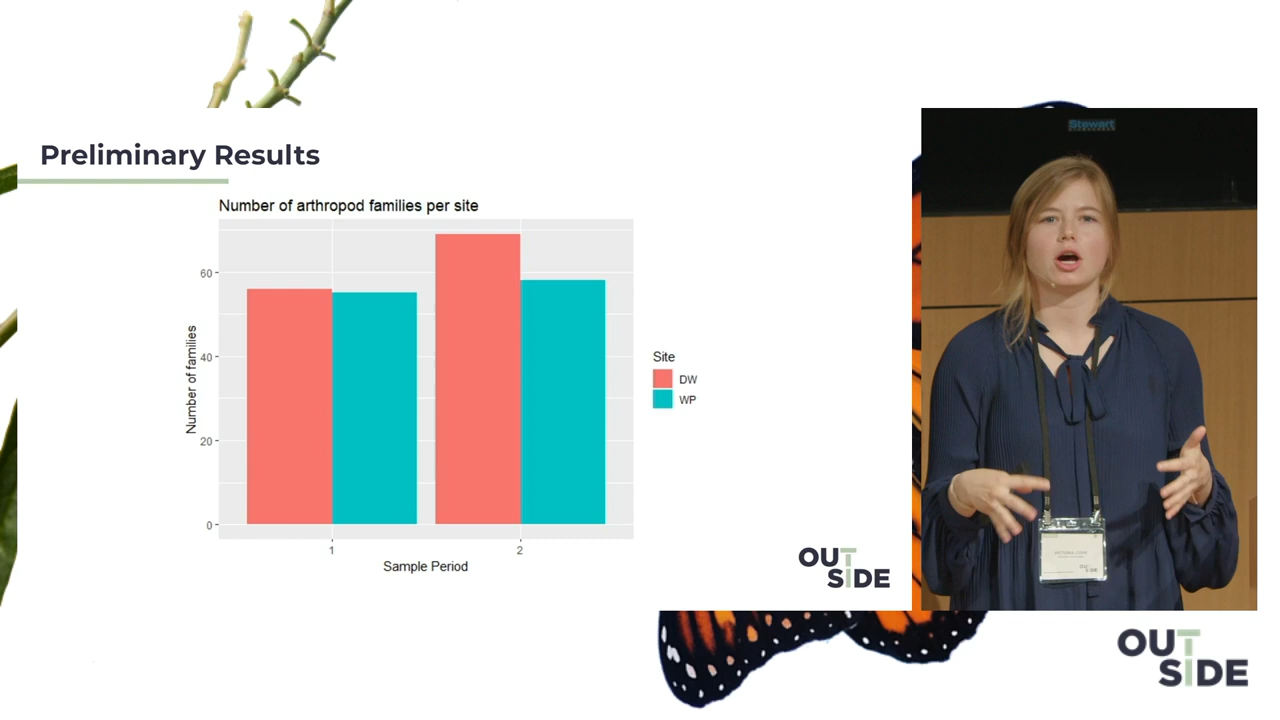 Preliminary Results
Number of arthropod families per site
Number of families
60
40
20
0
1
2
Sample Period
Site
DW
WP
OUTSIDE
Stewart
OUT
SIDE
OUT
SIDE